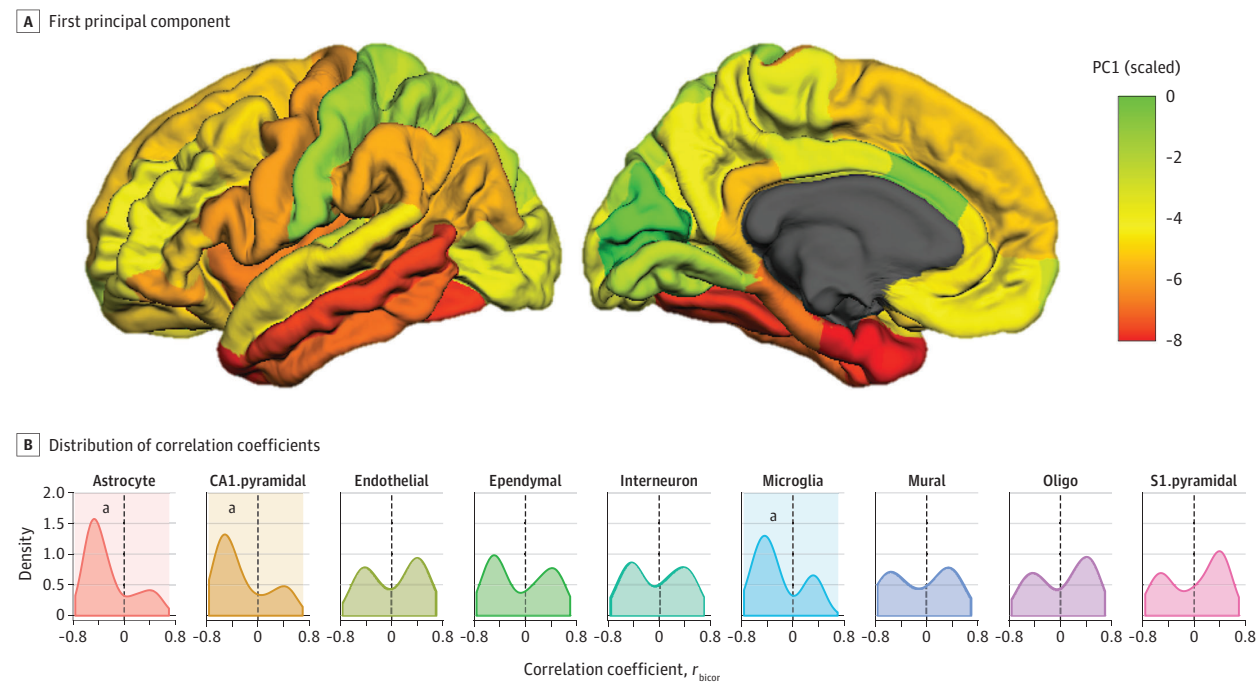 A First principal component
PC1 (scaled)
0
-2
-4
-6
-8
B Distribution of correlation coefficients
Astrocyte CA1.pyramidal Endothelial Ependymal Interneuron Microglia Mural Oligo S1.pyramidal
2.0
a a a
1.5
1.0
0.5
0
Density
-0.8 0 0.8 -0.8 0 0.8 -0.8 0 0.8 -0.8 0 0.8 -0.8 0 0.8 -0.8 0 0.8 -0.8 0 0.8 -0.8 0 0.8 -0.8 0 0.8
Correlation coefficient, rbicor